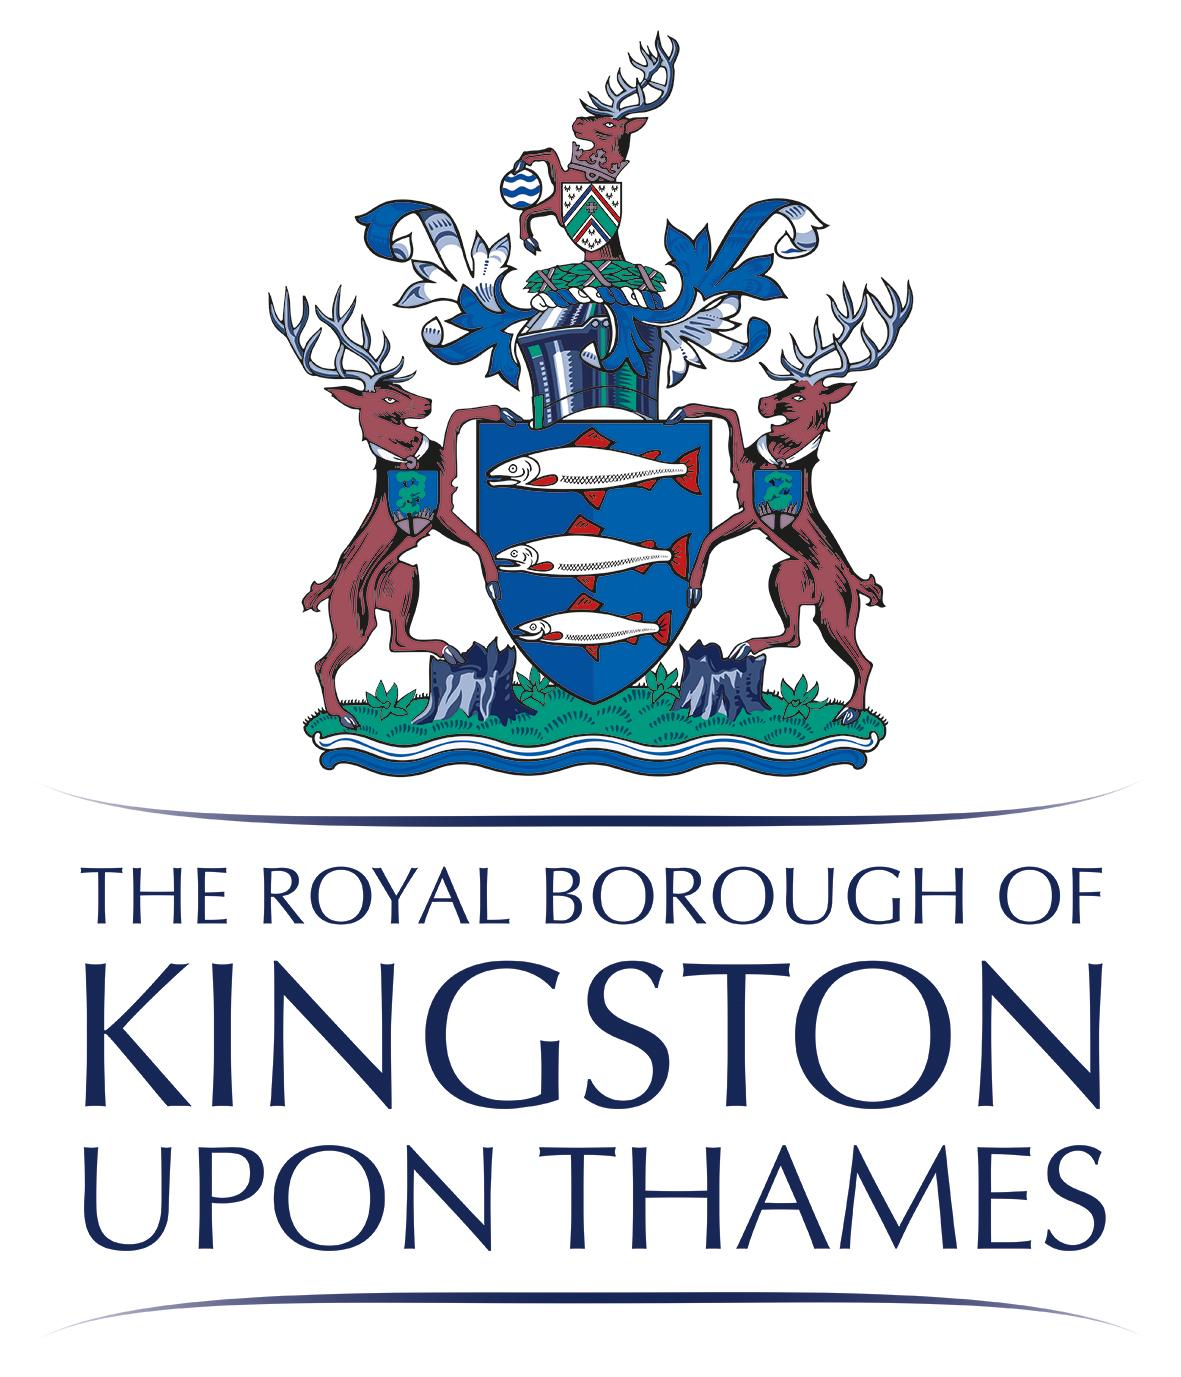 THE ROYAL BOROUGH OF
KINGSTON
UPON THAMES